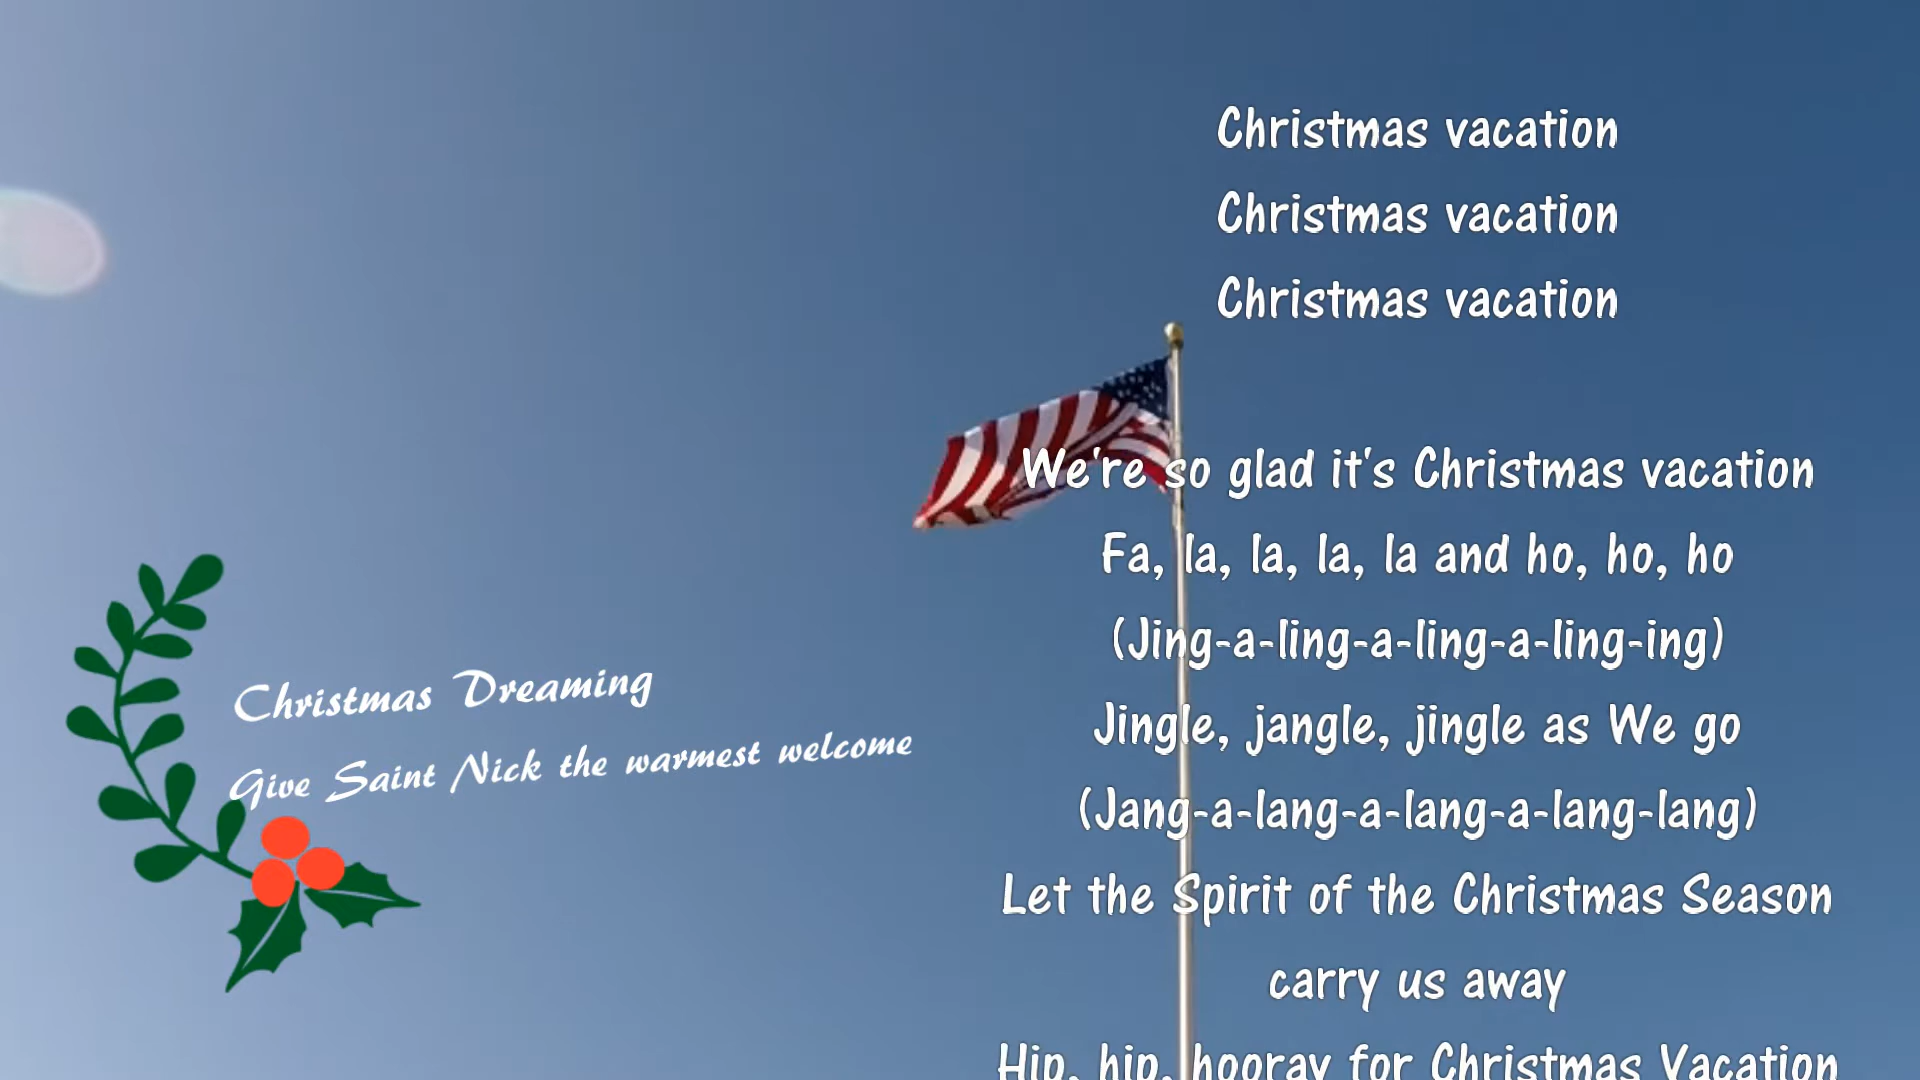 Christmas vacation
Christmas vacation
Christmas vacation
We're so glad it's Christmas vacation
Fa, la, la, la, la and ho, ho, ho
(Jing-a-ling-a-ling-a-ling-ing)
Jingle, jangle, jingle as We go
(Jang-a-lang-a-lang-a-lang-lang)
Let the Spirit of the Christmas Season
carry us away
Hip, hip, hooray for Christmas Vacation
Christmas Dreaming
Give Saint Nick the warmest welcome